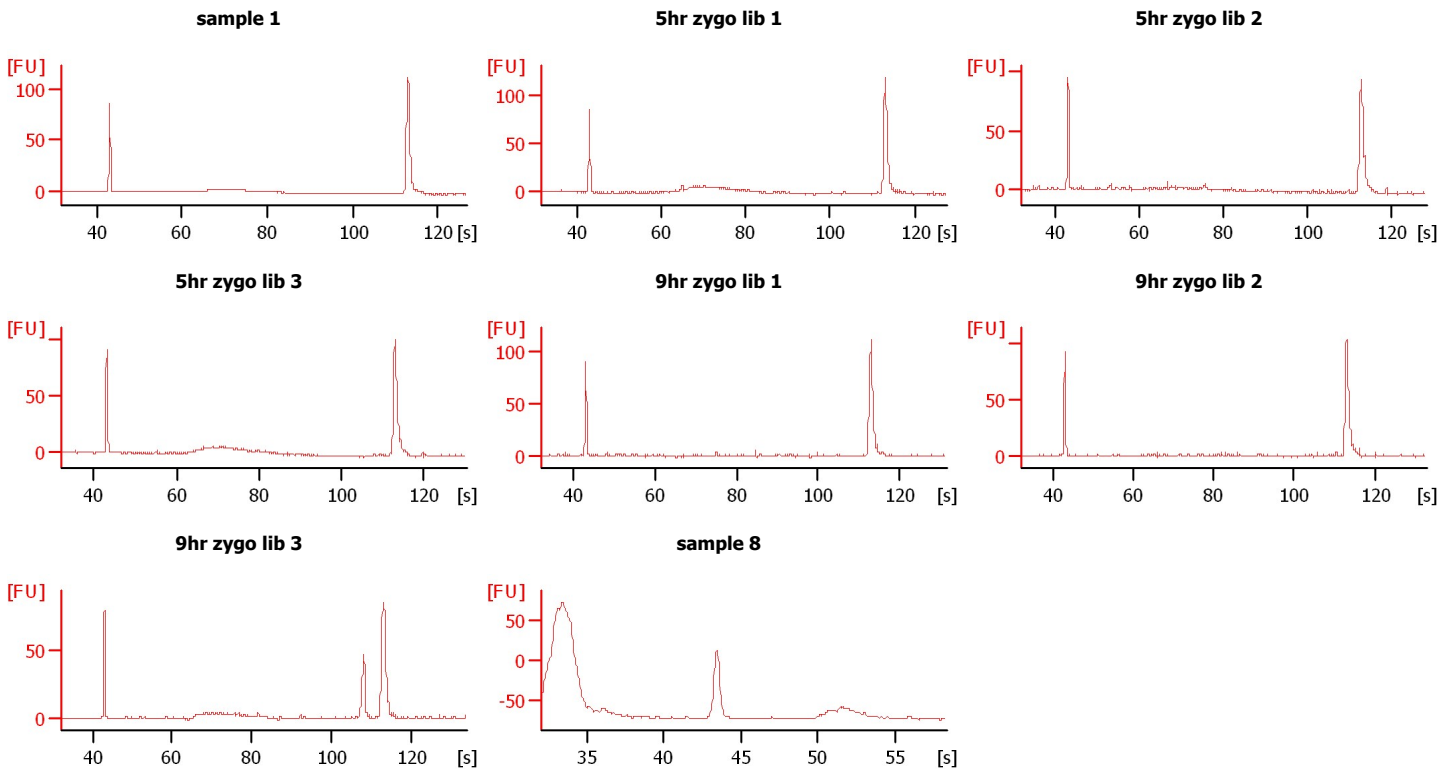 sample 1
[FU]
100
50
0
40 60 80 100 120 [s]
5hr zygo lib 1
[FU]
100
50
0
40 60 80 100 120 [s]
5hr zygo lib 2
[FU]
50
0
40 60 80 100 120 [s]
5hr zygo lib 3
[FU]
50
0
40 60 80 100 120 [s]
9hr zygo lib 1
[FU]
100
50
0
40 60 80 100 120 [s]
9hr zygo lib 2
[FU]
50
0
40 60 80 100 120 [s]
9hr zygo lib 3
[FU]
50
0
40 60 80 100 120 [s]
sample 8
[FU]
50
0
-50
35 40 45 50 55 [s]